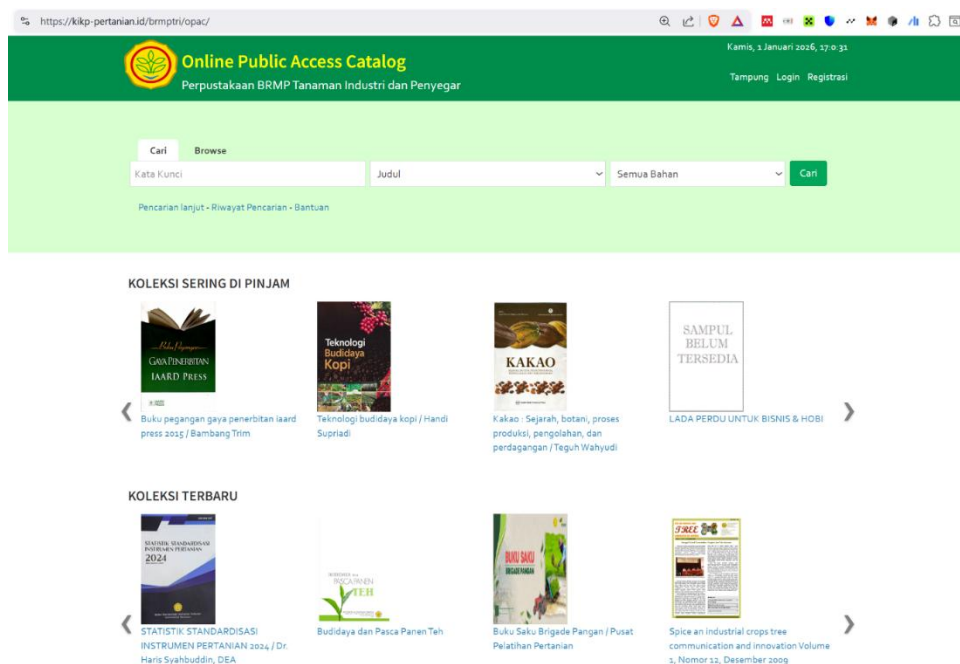 https://kikp-pertanian.id/brmptri/opac/
Kamis, 1 Januari 2026, 17:0:31
Online Public Access Catalog
Perpustakaan BRMP Tanaman Industri dan Penyegar
Tampung Login Registrasi
Cari Browse
Kata Kunci Judul Semua Bahan Cari
Pencarian lanjut - Riwayat Pencarian - Bantuan
KOLEKSI SERING DI PINJAM
Buku Pegangan
GAYA PENERBITAN
IAARD PRESS
Teknologi
Budidaya
Kopi
KAKAO
SAMPUL
BELUM
TERSEDIA
Buku pegangan gaya penerbitan iaard
press 2015 / Bambang Trim
Teknologi budidaya kopi / Handi
Supriadi
Kakao : Sejarah, botani, proses
produksi, pengolahan, dan
perdagangan / Teguh Wahyudi
LADA PERDU UNTUK BISNIS & HOBI
KOLEKSI TERBARU
STATISTIK STANDARDISASI
INSTRUMEN PERTANIAN
2024
BUDIDAYA dan
PASCA PANEN
TEH
BUKU SAKU
BRIGADE PANGAN
TREE
STATISTIK STANDARDISASI
INSTRUMEN PERTANIAN 2024 / Dr.
Haris Syahbuddin, DEA
Budidaya dan Pasca Panen Teh
Buku Saku Brigade Pangan / Pusat
Pelatihan Pertanian
Spice an industrial crops tree
communication and innovation Volume
1, Nomor 12, Desember 2009